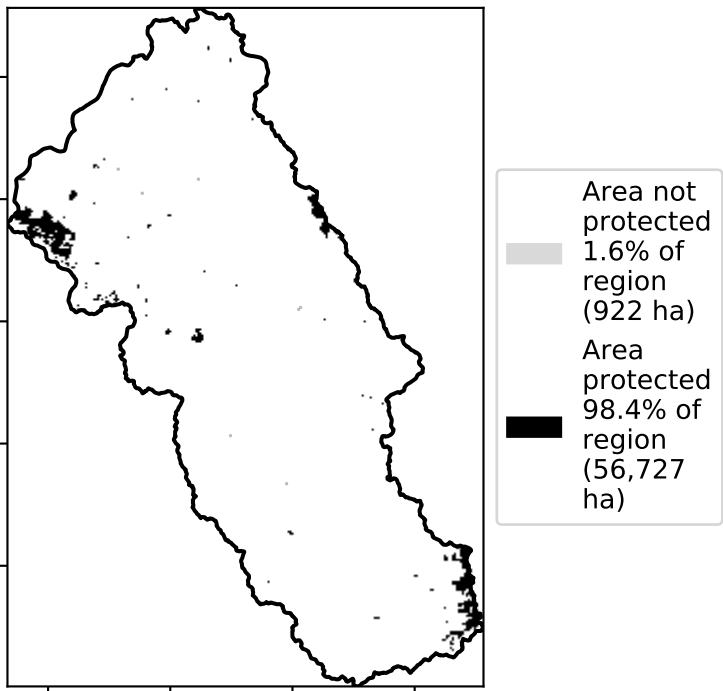 Area not
protected
1.6% of
region
(922 ha)
Area
protected
98.4% of
region
(56,727
ha)